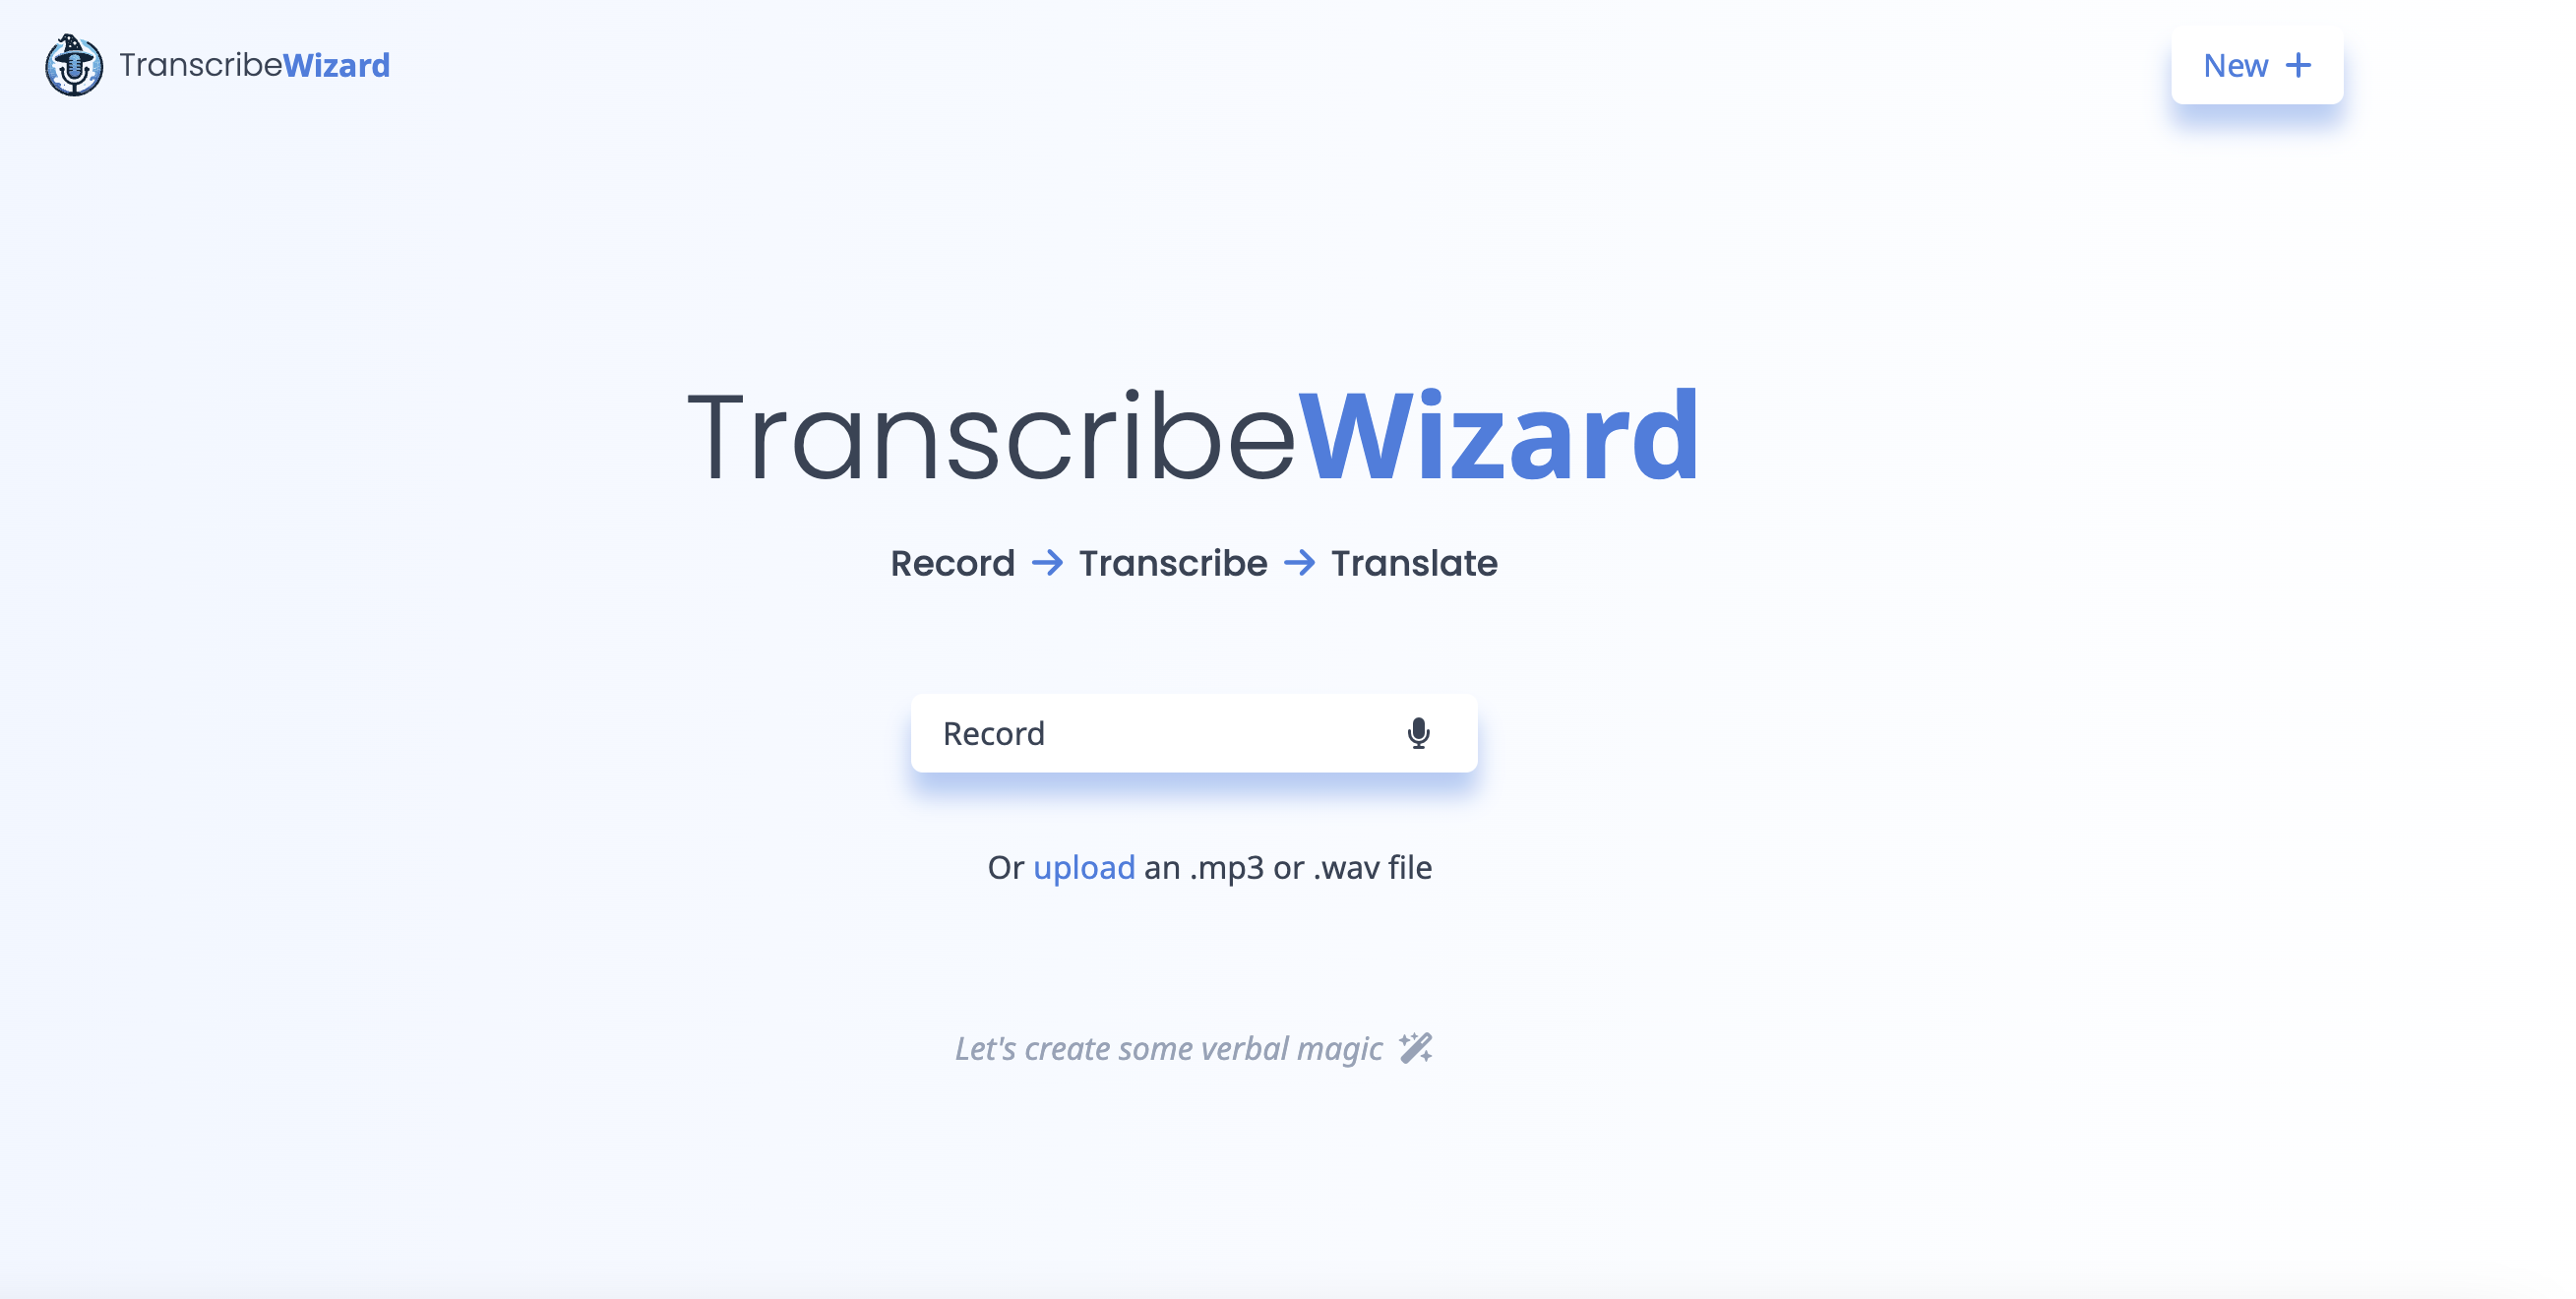 TranscribeWizard
New +
TranscribeWizard
Record → Transcribe → Translate
Record
Or upload an .mp3 or .wav file
Let's create some verbal magic